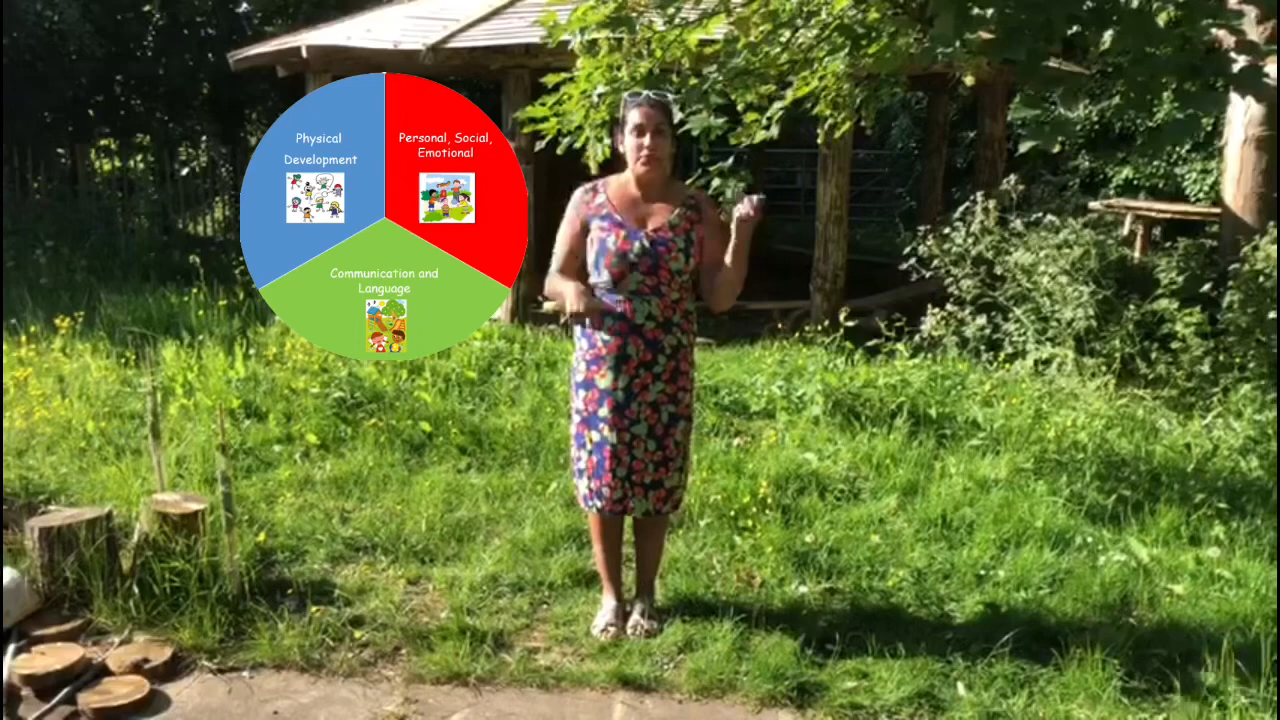 Physical
Development
Personal, Social,
Emotional
Communication and
Language